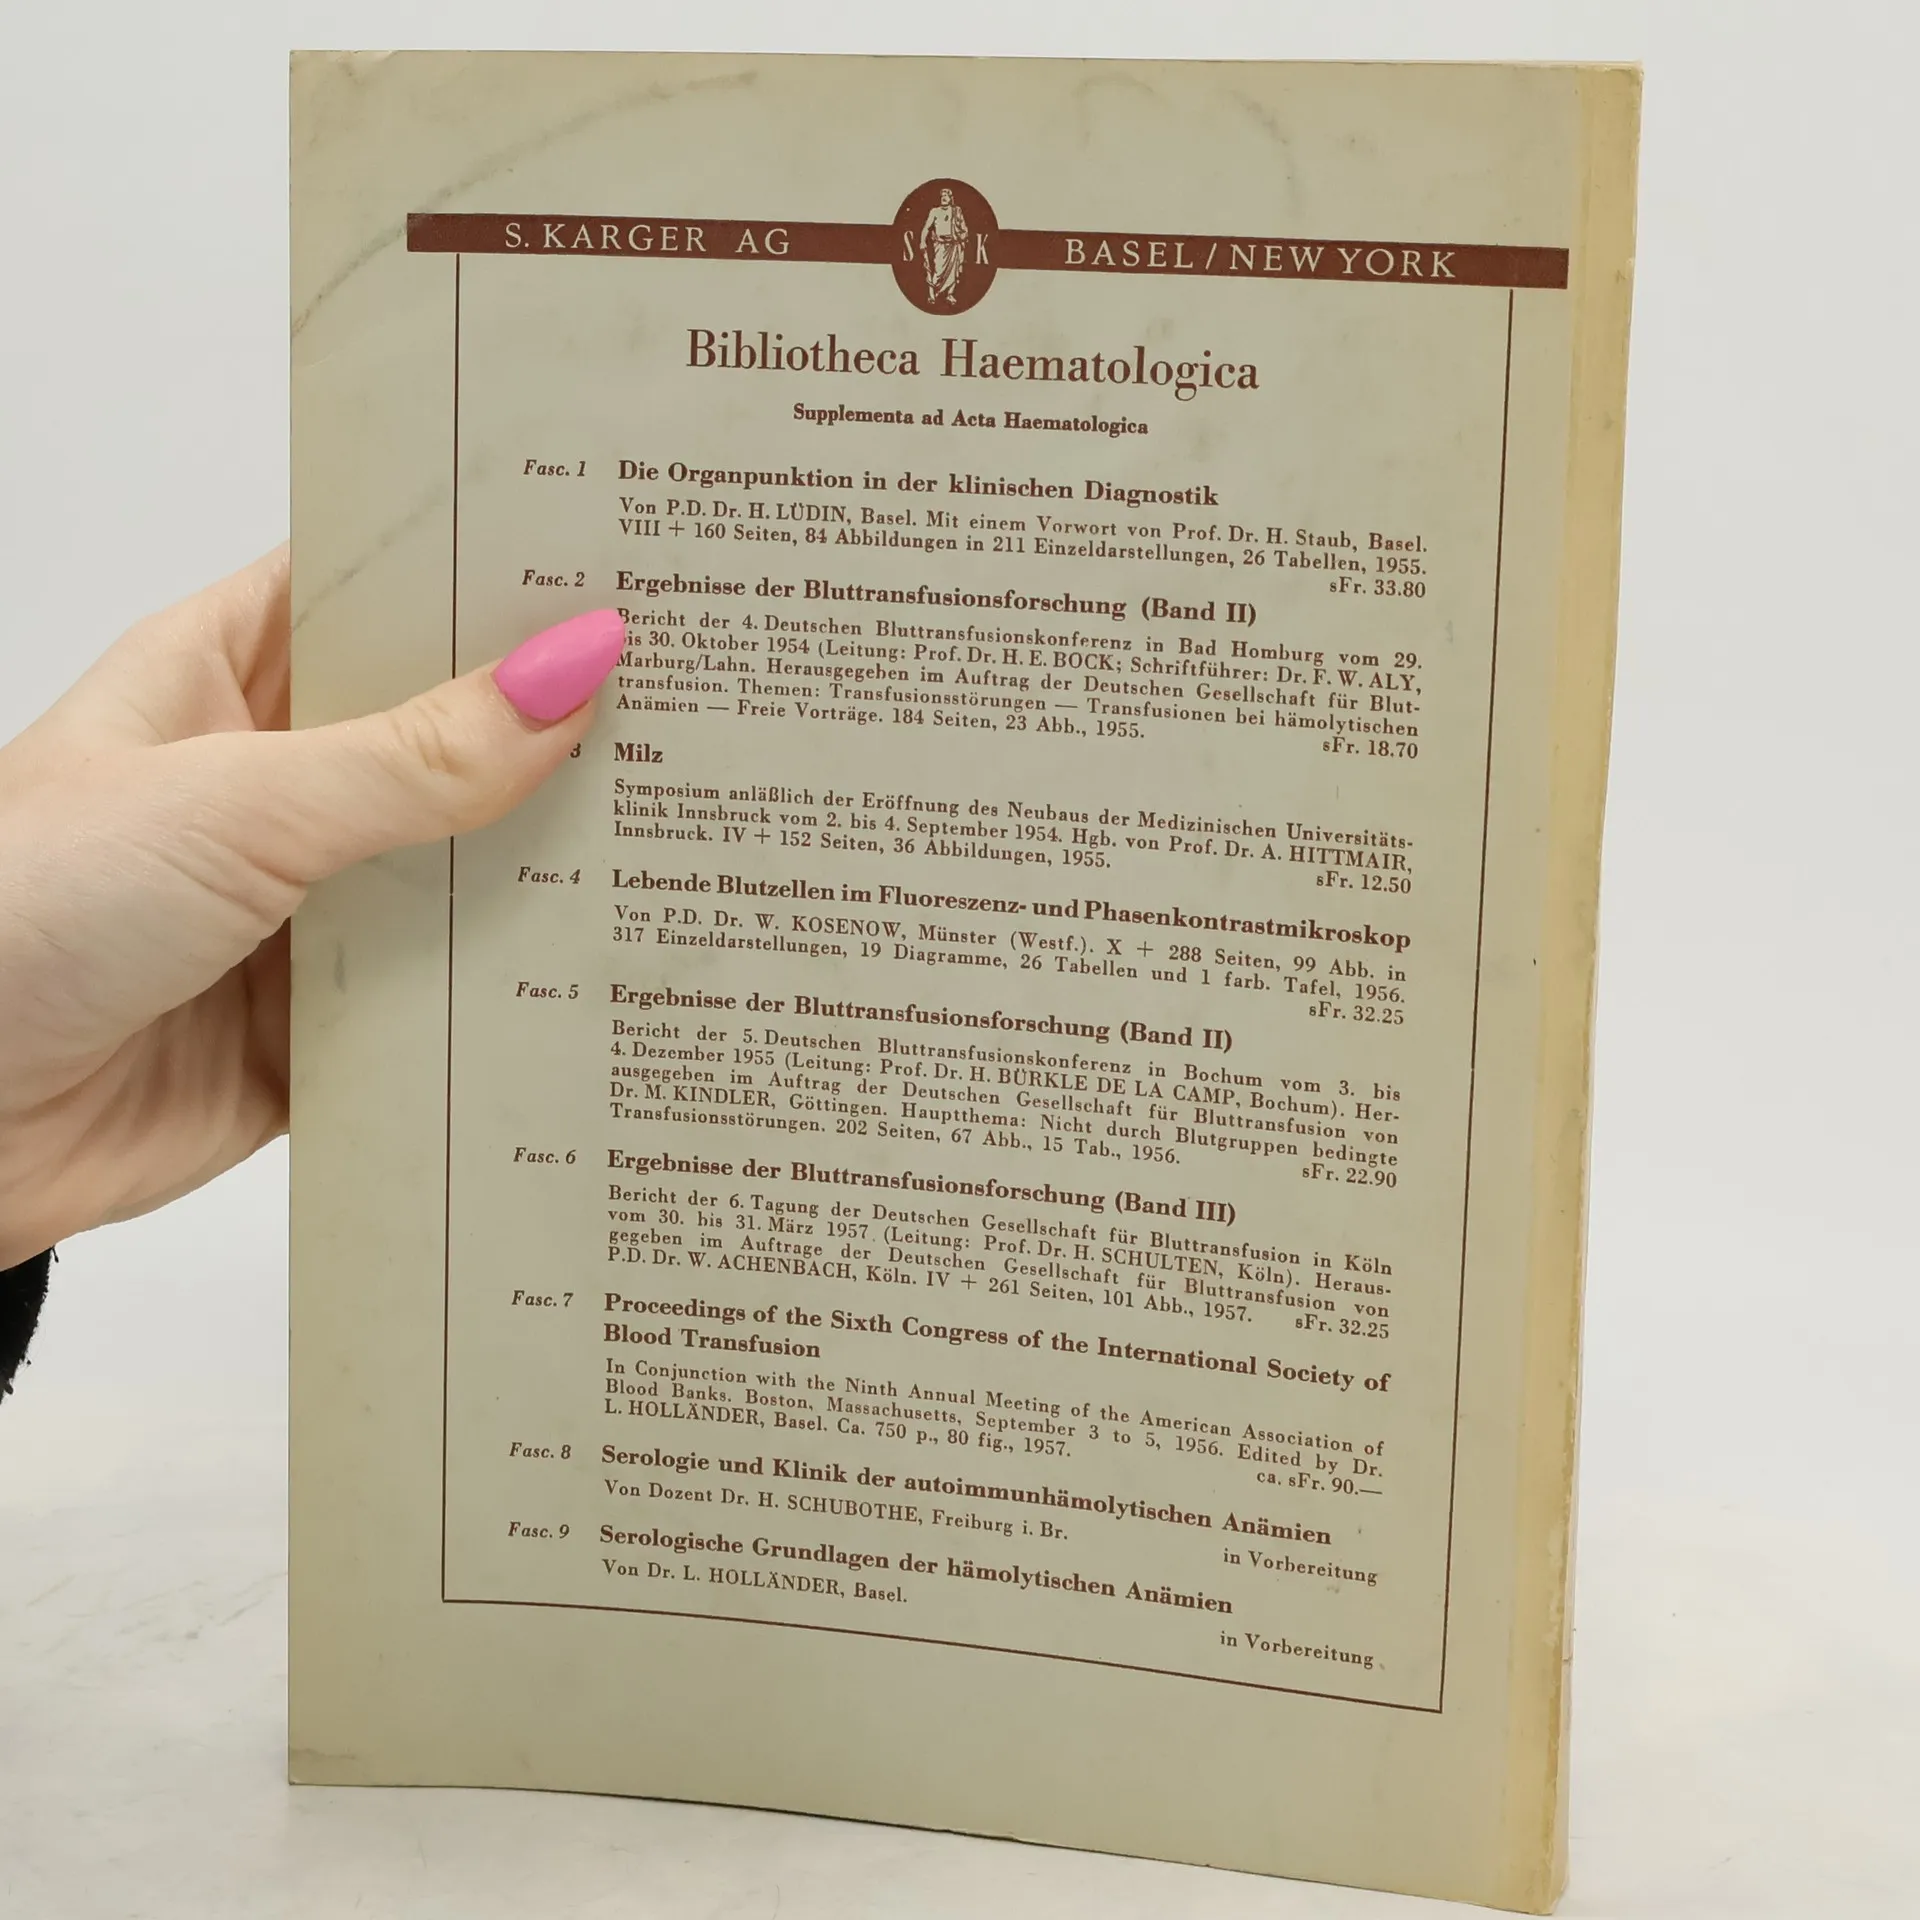 S. KARGER AG
S K
BASEL / NEW YORK
Bibliotheca Haematologica
Supplementa ad Acta Haematologica
Fasc. 1 Die Organpunktion in der klinischen Diagnostik
Von P.D. Dr. H. LÜDIN, Basel. Mit einem Vorwort von Prof. Dr. H. Staub, Basel.
VIII + 160 Seiten, 84 Abbildungen in 211 Einzeldarstellungen, 26 Tabellen, 1955.
sFr. 33.80
Fasc. 2 Ergebnisse der Bluttransfusionsforschung (Band II)
Bericht der 4. Deutschen Bluttransfusionskonferenz in Bad Homburg vom 29.
bis 30. Oktober 1954 (Leitung: Prof. Dr. H. E. BOCK; Schriftführer: Dr. F. W. ALY,
Marburg/Lahn. Herausgegeben im Auftrag der Deutschen Gesellschaft für Blut-
transfusion. Themen: Transfusionsstörungen — Transfusionen bei hämolytischen
Anämien — Freie Vorträge. 184 Seiten, 23 Abb., 1955.
sFr. 18.70
3 Milz
Symposium anläßlich der Eröffnung des Neubaus der Medizinischen Universitäts-
klinik Innsbruck vom 2. bis 4. September 1954. Hgb. von Prof. Dr. A. HITTMAIR,
Innsbruck. IV + 152 Seiten, 36 Abbildungen, 1955.
sFr. 12.50
Fasc. 4 Lebende Blutzellen im Fluoreszenz- und Phasenkontrastmikroskop
Von P.D. Dr. W. KOSENOW, Münster (Westf.). X + 288 Seiten, 99 Abb. in
317 Einzeldarstellungen, 19 Diagramme, 26 Tabellen und 1 farb. Tafel, 1956.
sFr. 32.25
Fasc. 5 Ergebnisse der Bluttransfusionsforschung (Band II)
Bericht der 5. Deutschen Bluttransfusionskonferenz in Bochum vom 3. bis
4. Dezember 1955 (Leitung: Prof. Dr. H. BÜRKLE DE LA CAMP, Bochum). Her-
ausgegeben im Auftrag der Deutschen Gesellschaft für Bluttransfusion von
Dr. M. KINDLER, Göttingen. Hauptthema: Nicht durch Blutgruppen bedingte
Transfusionsstörungen. 202 Seiten, 67 Abb., 15 Tab., 1956.
sFr. 22.90
Fasc. 6 Ergebnisse der Bluttransfusionsforschung (Band III)
Bericht der 6. Tagung der Deutschen Gesellschaft für Bluttransfusion in Köln
vom 30. bis 31. März 1957. (Leitung: Prof. Dr. H. SCHULTEN, Köln). Heraus-
gegeben im Auftrage der Deutschen Gesellschaft für Bluttransfusion von
P.D. Dr. W. ACHENBACH, Köln. IV + 261 Seiten, 101 Abb., 1957.
sFr. 32.25
Fasc. 7 Proceedings of the Sixth Congress of the International Society of
Blood Transfusion
In Conjunction with the Ninth Annual Meeting of the American Association of
Blood Banks. Boston, Massachusetts, September 3 to 5, 1956. Edited by Dr.
L. HOLLÄNDER, Basel. Ca. 750 p., 80 fig., 1957.
ca. sFr. 90.—
Fasc. 8 Serologie und Klinik der autoimmunhämolytischen Anämien
Von Dozent Dr. H. SCHUBOTHE, Freiburg i. Br.
in Vorbereitung
Fasc. 9 Serologische Grundlagen der hämolytischen Anämien
Von Dr. L. HOLLÄNDER, Basel.
in Vorbereitung